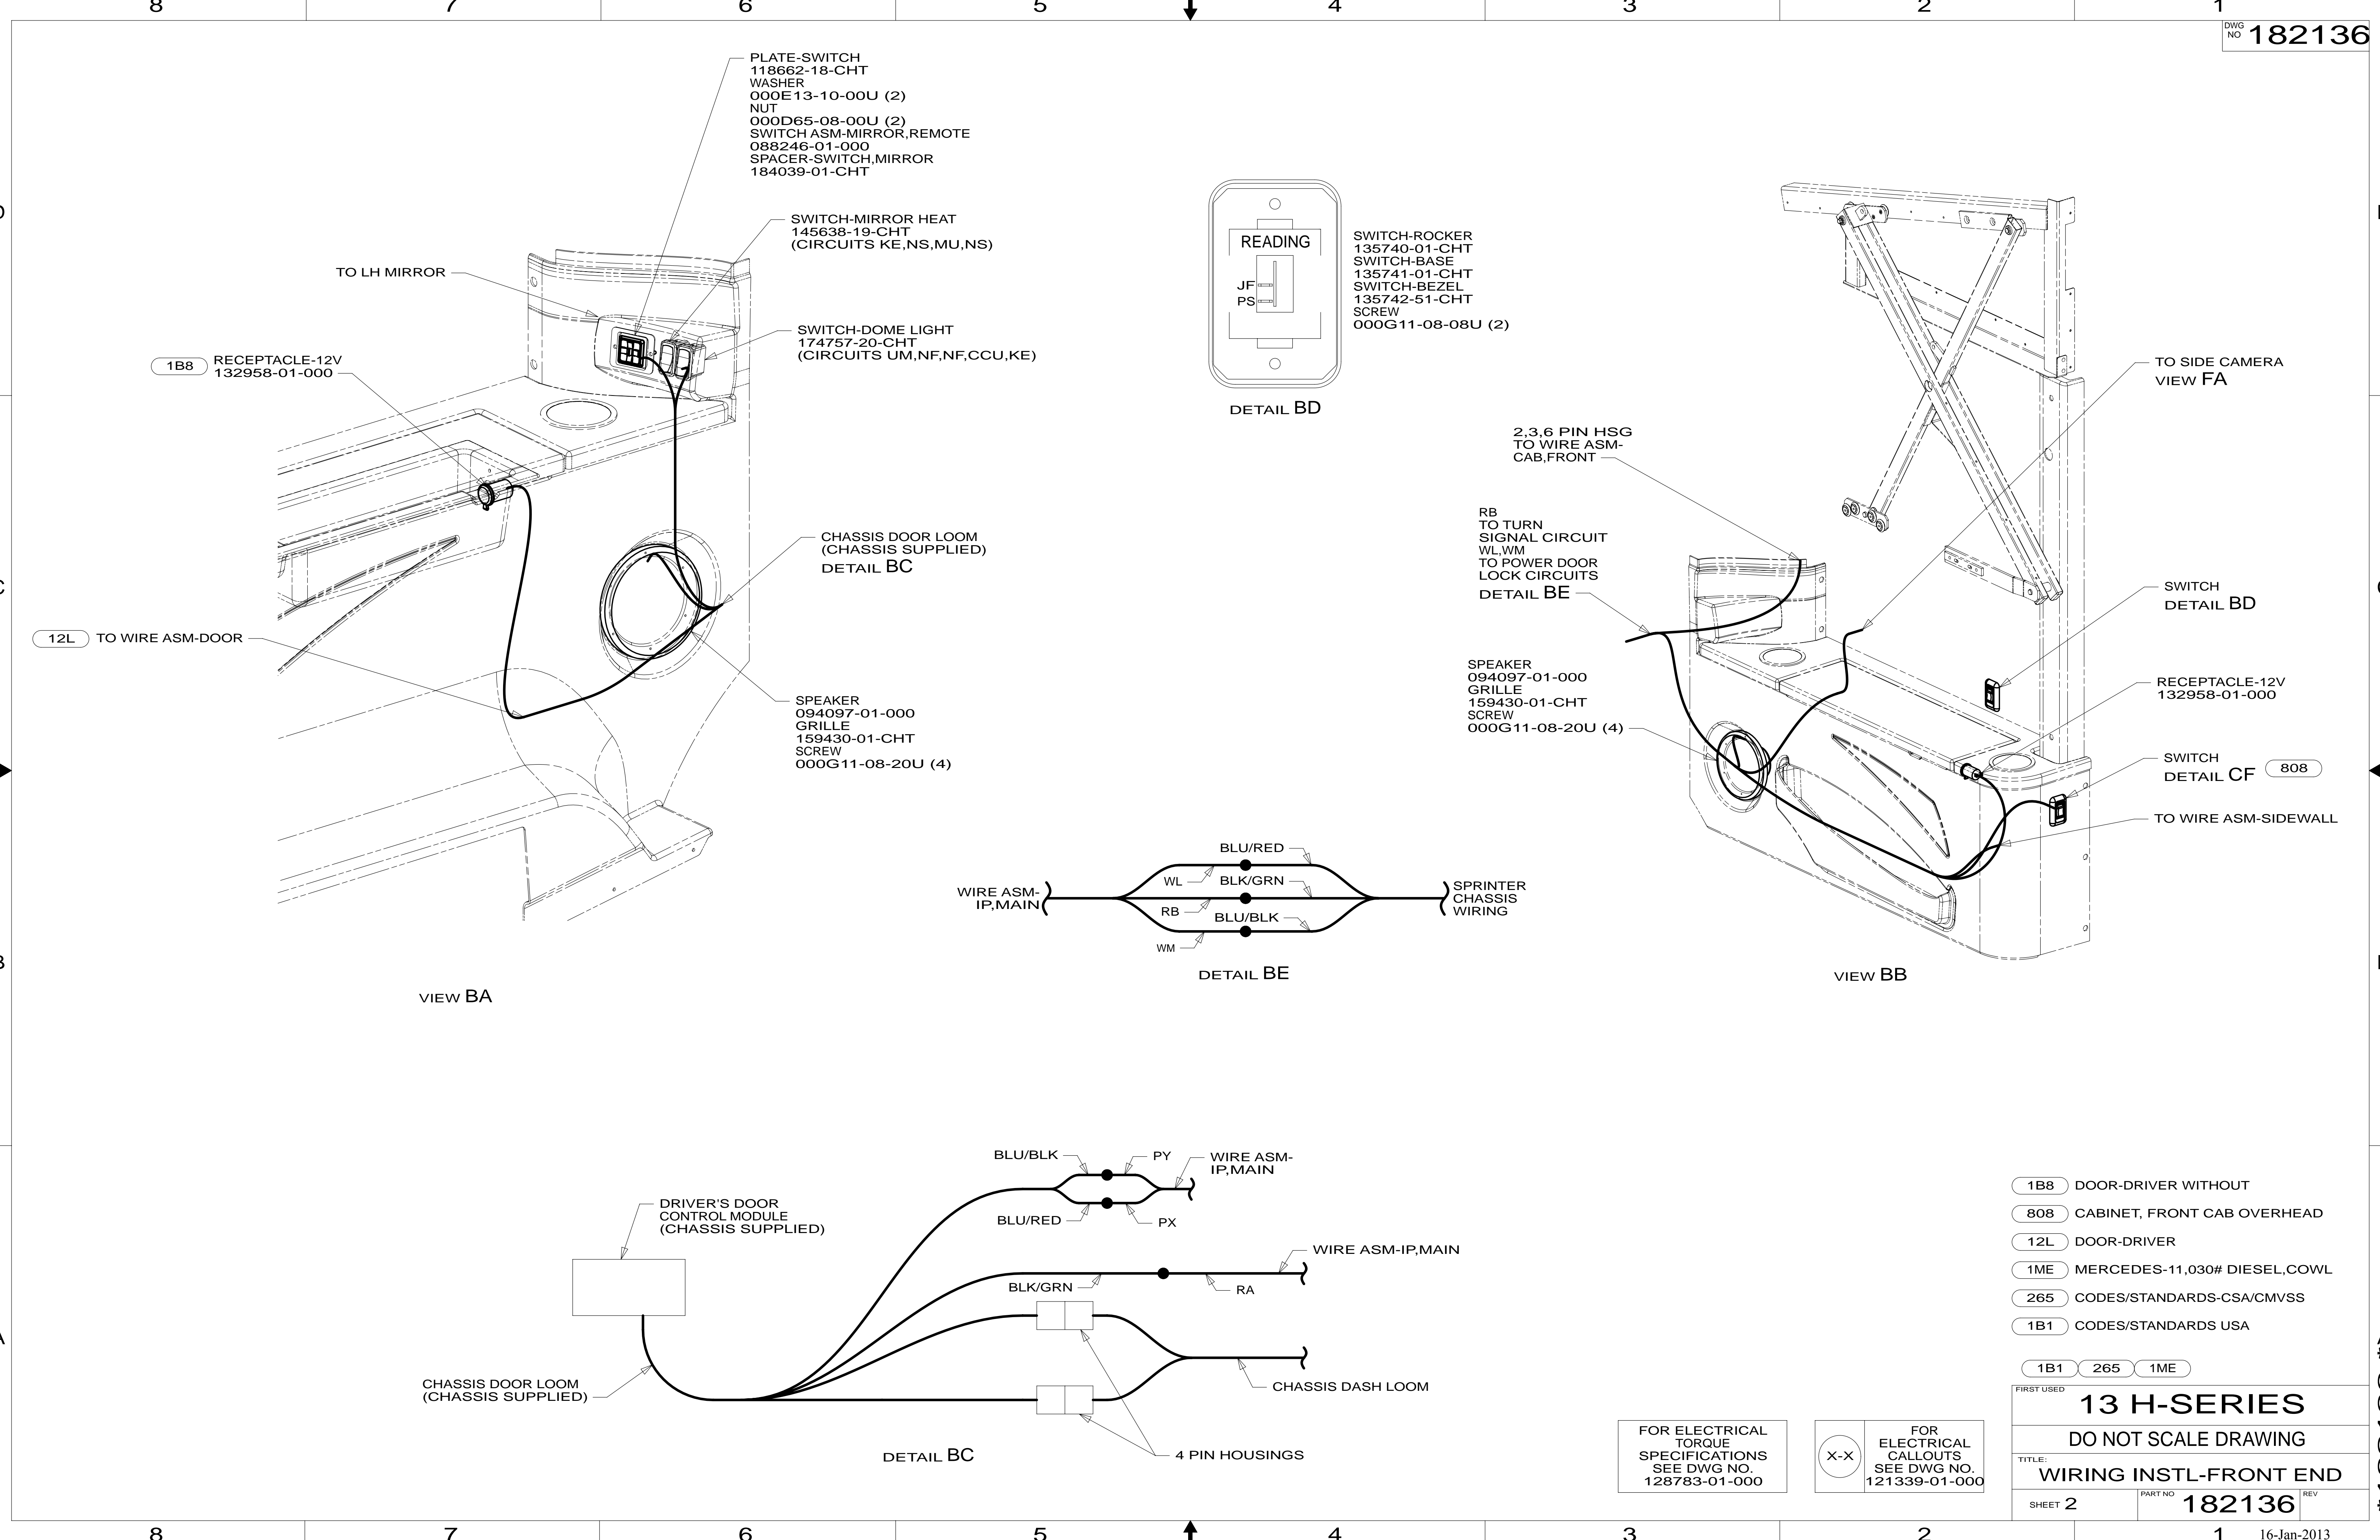 8 7 6 5 4 3 2 1
DWG
NO 182136
PLATE-SWITCH
118662-18-CHT
WASHER
000E13-10-00U (2)
NUT
000D65-08-00U (2)
SWITCH ASM-MIRROR,REMOTE
088246-01-000
SPACER-SWITCH,MIRROR
184039-01-CHT
SWITCH-MIRROR HEAT
145638-19-CHT
(CIRCUITS KE,NS,MU,NS)
TO LH MIRROR
SWITCH-DOME LIGHT
174757-20-CHT
(CIRCUITS UM,NF,NF,CCU,KE)
1B8 RECEPTACLE-12V
132958-01-000
CHASSIS DOOR LOOM
(CHASSIS SUPPLIED)
DETAIL BC
12L TO WIRE ASM-DOOR
SPEAKER
094097-01-000
GRILLE
159430-01-CHT
SCREW
000G11-08-20U (4)
VIEW BA
READING
JF
PS
SWITCH-ROCKER
135740-01-CHT
SWITCH-BASE
135741-01-CHT
SWITCH-BEZEL
135742-51-CHT
SCREW
000G11-08-08U (2)
DETAIL BD
2,3,6 PIN HSG
TO WIRE ASM-
CAB,FRONT
RB
TO TURN
SIGNAL CIRCUIT
WL,WM
TO POWER DOOR
LOCK CIRCUITS
DETAIL BE
SPEAKER
094097-01-000
GRILLE
159430-01-CHT
SCREW
000G11-08-20U (4)
TO SIDE CAMERA
VIEW FA
SWITCH
DETAIL BD
RECEPTACLE-12V
132958-01-000
SWITCH
DETAIL CF 808
TO WIRE ASM-SIDEWALL
VIEW BB
WIRE ASM-
IP,MAIN
BLU/RED
WL
BLK/GRN
RB
BLU/BLK
WM
SPRINTER
CHASSIS
WIRING
DETAIL BE
DRIVER'S DOOR
CONTROL MODULE
(CHASSIS SUPPLIED)
BLU/BLK
PY
WIRE ASM-
IP,MAIN
BLU/RED
PX
WIRE ASM-IP,MAIN
BLK/GRN
RA
CHASSIS DOOR LOOM
(CHASSIS SUPPLIED)
CHASSIS DASH LOOM
4 PIN HOUSINGS
DETAIL BC
1B8 DOOR-DRIVER WITHOUT
808 CABINET, FRONT CAB OVERHEAD
12L DOOR-DRIVER
1ME MERCEDES-11,030# DIESEL,COWL
265 CODES/STANDARDS-CSA/CMVSS
1B1 CODES/STANDARDS USA
1B1 265 1ME
FOR ELECTRICAL
TORQUE
SPECIFICATIONS
SEE DWG NO.
128783-01-000
X-X
FOR
ELECTRICAL
CALLOUTS
SEE DWG NO.
121339-01-000
FIRST USED
13 H-SERIES
DO NOT SCALE DRAWING
TITLE:
WIRING INSTL-FRONT END
SHEET 2
PART NO 182136 REV
8 7 6 5 4 3 2 1
16-Jan-2013